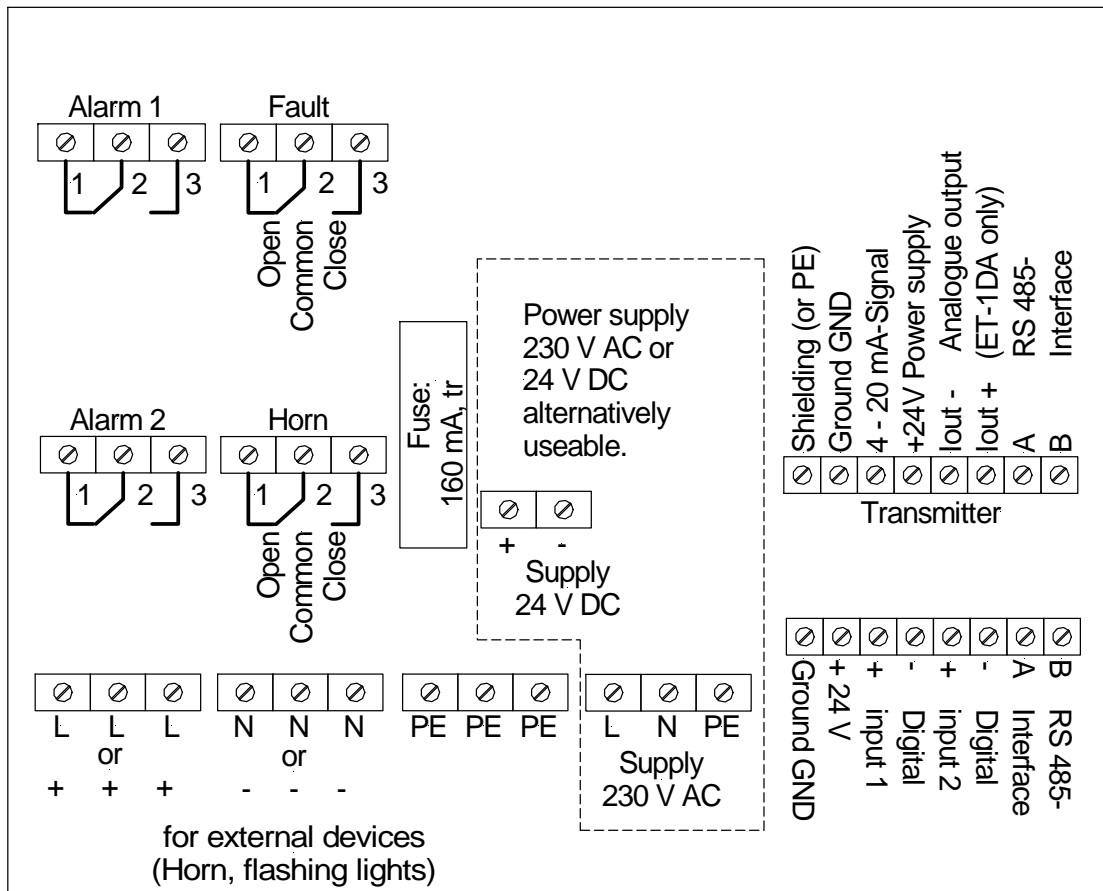 Alarm 1
1 2 3
Fault
1 2 3
Open
Common
Close
Alarm 2
1 2 3
Horn
1 2 3
Open
Common
Close
Fuse:
160 mA, tr
Power supply
230 V AC or
24 V DC
alternatively
useable.
+ -
Supply
24 V DC
Shielding (or PE)
Ground GND
4 - 20 mA-Signal
+24V Power supply
Iout - Analogue output
Iout + (ET-1DA only)
A RS 485-
B Interface
Transmitter
L L L
or
+ + +
N N N
or
- - -
PE PE PE
L N PE
Supply
230 V AC
for external devices
(Horn, flashing lights)
Ground GND
+ 24 V
+ input 1
- Digital
+ input 2
- Digital
A Interface
B RS 485-